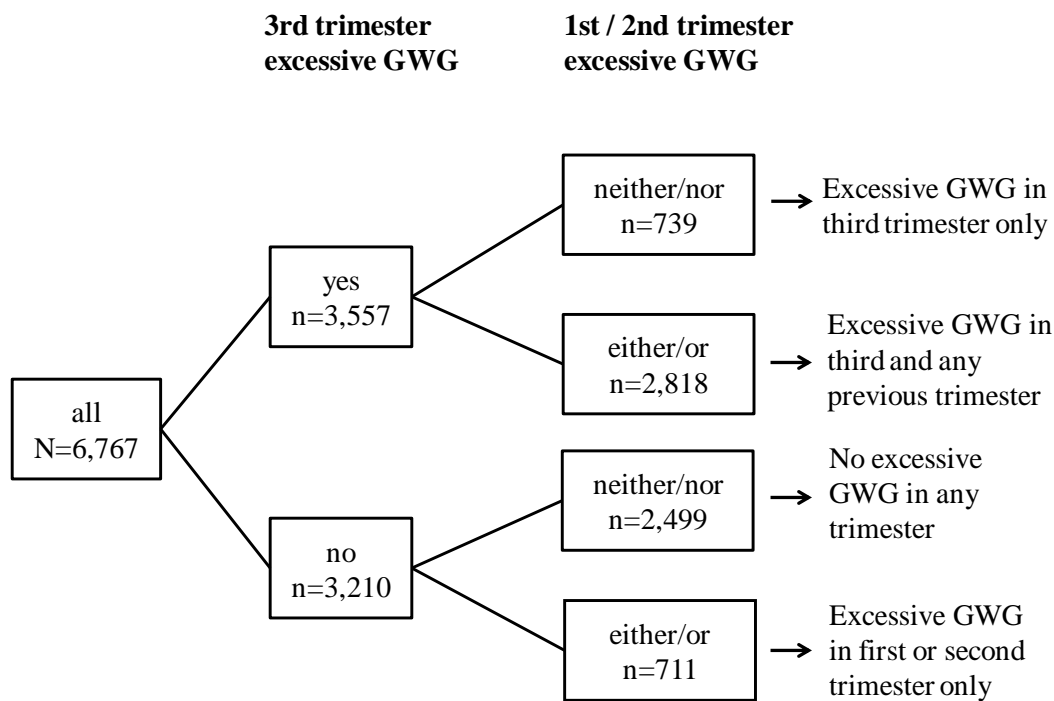 3rd trimester
excessive GWG
1st / 2nd trimester
excessive GWG
neither/nor
n=739
Excessive GWG in
third trimester only
yes
n=3,557
either/or
n=2,818
Excessive GWG in
third and any
previous trimester
all
N=6,767
neither/nor
n=2,499
No excessive
GWG in any
trimester
no
n=3,210
either/or
n=711
Excessive GWG
in first or second
trimester only